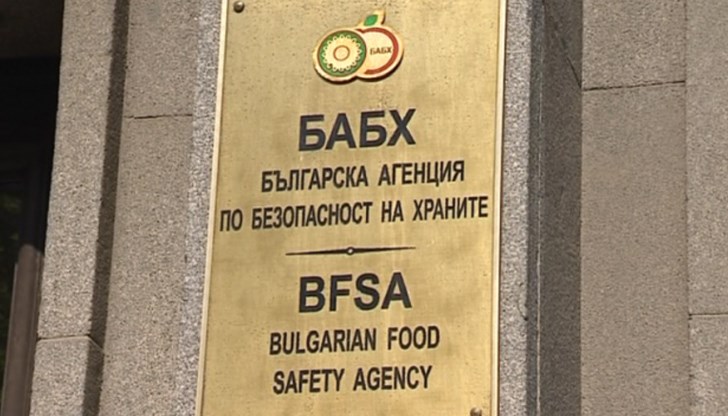 БАБХ
БАБХ
БЪЛГАРСКА АГЕНЦИЯ
ПО БЕЗОПАСНОСТ НА ХРАНИТЕ
BFSA
BULGARIAN FOOD
SAFETY AGENCY